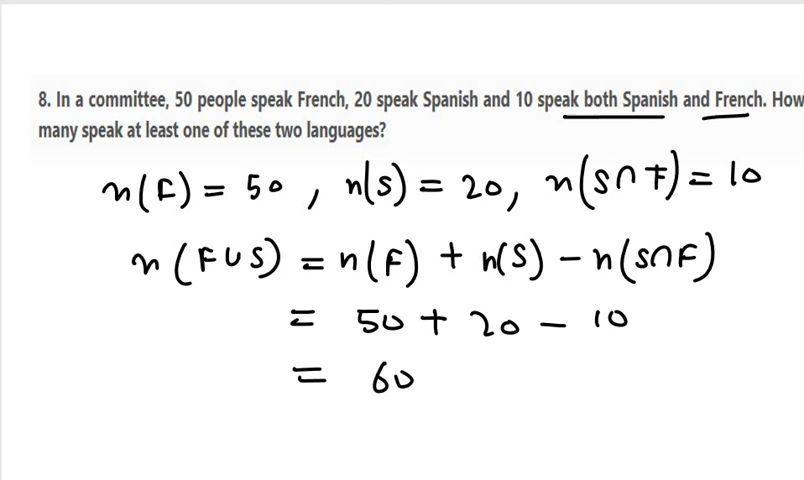 8. In a committee, 50 people speak French, 20 speak Spanish and 10 speak both Spanish and French. How
many speak at least one of these two languages?
n(F) = 50 , n(S) = 20, n(S∩F) = 10
n(F∪S) = n(F) + n(S) - n(S∩F)
= 50 + 20 - 10
= 60